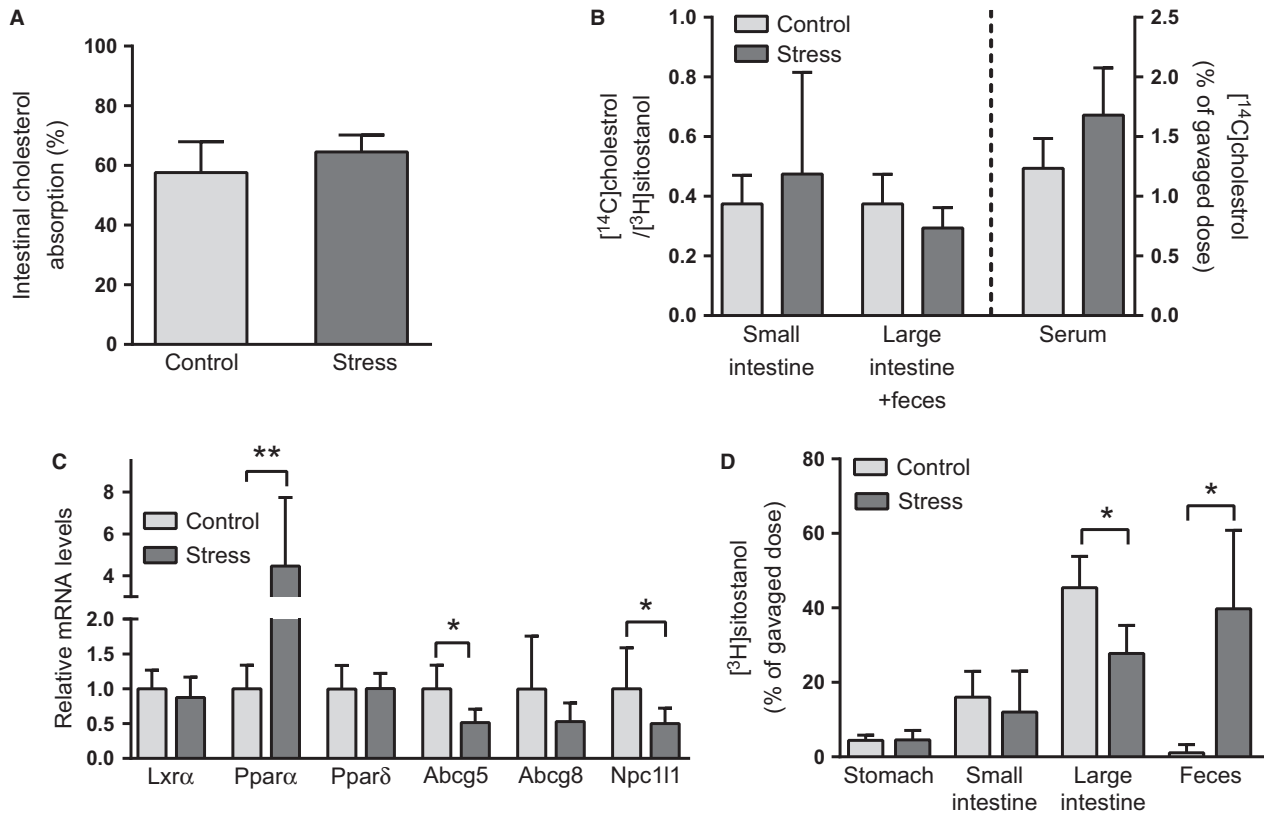 A
Intestinal cholesterol
absorption (%)
100
80
60
40
20
0
Control
Stress
B
[¹⁴C]cholestrol
/[³H]sitostanol
1.0
0.8
0.6
0.4
0.2
0.0
Control
Stress
2.5
2.0
1.5
1.0
0.5
0.0
[¹⁴C]cholestrol
(% of gavaged dose)
Small
intestine
Large
intestine
+feces
Serum
C
Relative mRNA levels
8
6
4
2.0
1.5
1.0
0.5
0.0
Control
Stress
**
*
*
Lxrα
Pparα
Pparδ
Abcg5
Abcg8
Npc1l1
D
[³H]sitostanol
(% of gavaged dose)
80
60
40
20
0
Control
Stress
*
*
Stomach
Small
intestine
Large
intestine
Feces